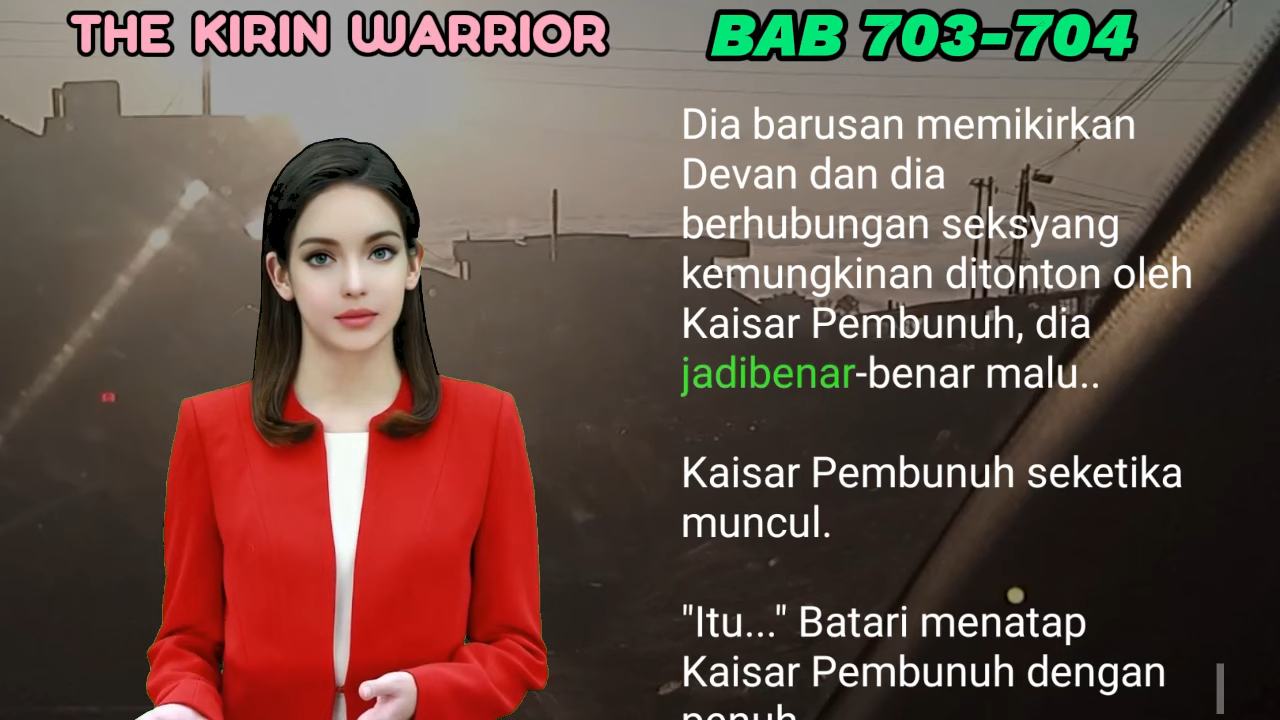 THE KIRIN WARRIOR
BAB 703-704
Dia barusan memikirkan
Devan dan dia
berhubungan seksyang
kemungkinan ditonton oleh
Kaisar Pembunuh, dia
jadibenar-benar malu..
Kaisar Pembunuh seketika
muncul.
"Itu..." Batari menatap
Kaisar Pembunuh dengan
penuh